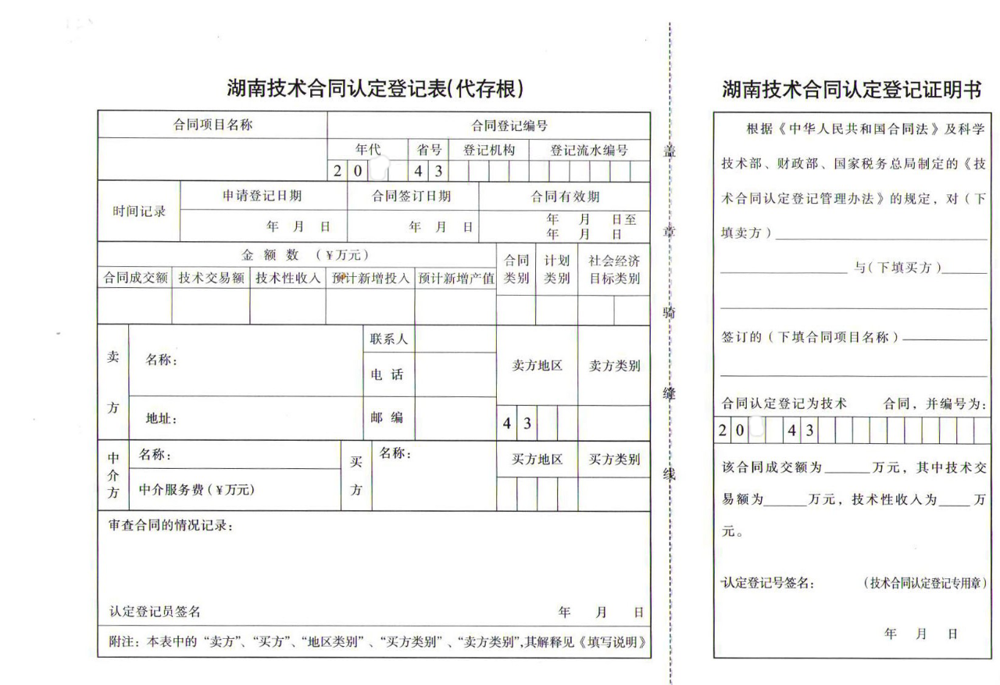 湖南技术合同认定登记表(代存根)
合同项目名称 合同登记编号
年代 省号 登记机构 登记流水编号
2 0 4 3
时间记录 申请登记日期 合同签订日期 合同有效期
年 月 日 年 月 日 年 月 日至
年 月 日
金 额 数 (¥万元) 合同类别 计划类别 社会经济目标类别
合同成交额 技术交易额 技术性收入 预计新增投入 预计新增产值
卖方 名称: 联系人 卖方地区 卖方类别
电 话
地址: 邮 编 4 3
中介方 名称: 买方 名称: 买方地区 买方类别
中介服务费(¥万元)
审查合同的情况记录:
认定登记员签名 年 月 日
附注:本表中的“卖方”、“买方”、“地区类别”、“买方类别”、“卖方类别”,其解释见《填写说明》
盖
章
骑
缝
线
湖南技术合同认定登记证明书
根据《中华人民共和国合同法》及科学
技术部、财政部、国家税务总局制定的《技
术合同认定登记管理办法》的规定,对(下
填卖方)
与(下填买方)
签订的(下填合同项目名称)
合同认定登记为技术 合同,并编号为:
2 0 4 3
该合同成交额为______万元,其中技术交
易额为______万元,技术性收入为____万
元。
认定登记号签名: (技术合同认定登记专用章)
年 月 日